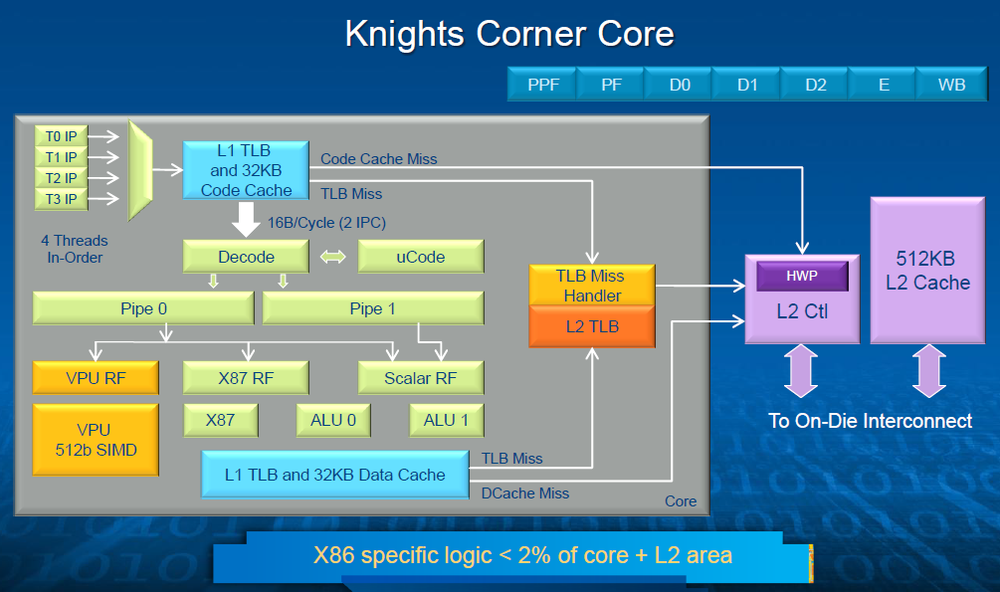 Knights Corner Core
PPF PF D0 D1 D2 E WB
T0 IP
T1 IP
T2 IP
T3 IP
4 Threads
In-Order
L1 TLB
and 32KB
Code Cache
Code Cache Miss
TLB Miss
16B/Cycle (2 IPC)
Decode
uCode
Pipe 0
Pipe 1
VPU RF
X87 RF
Scalar RF
VPU
512b SIMD
X87
ALU 0
ALU 1
L1 TLB and 32KB Data Cache
TLB Miss
DCache Miss
TLB Miss
Handler
L2 TLB
Core
HWP
L2 Ctl
512KB
L2 Cache
To On-Die Interconnect
X86 specific logic < 2% of core + L2 area